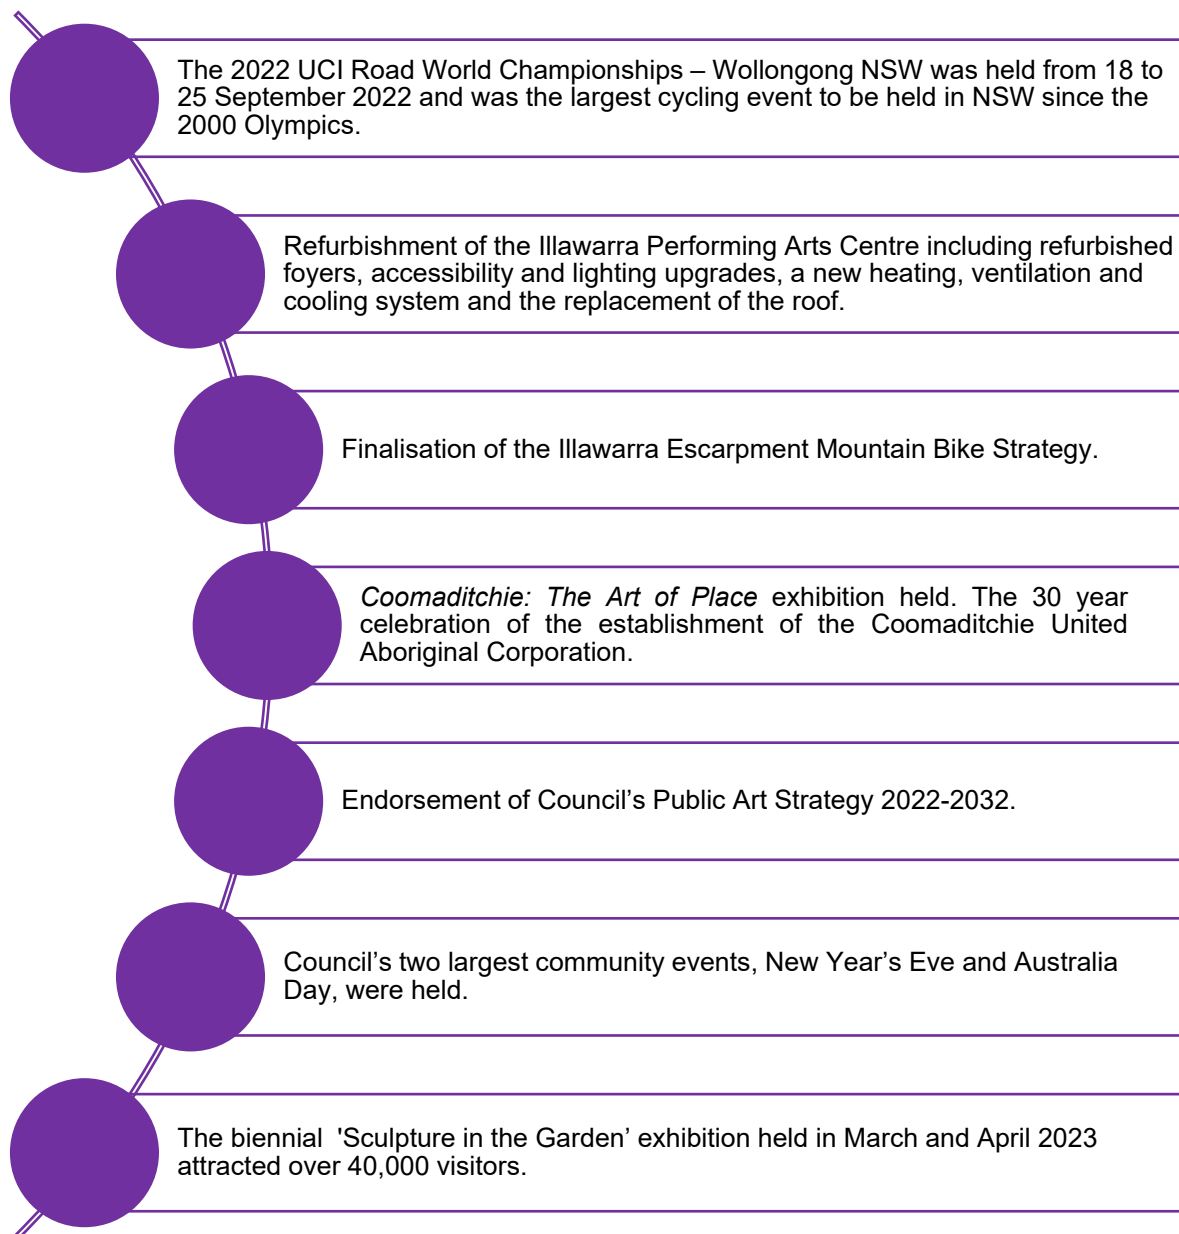 The 2022 UCI Road World Championships – Wollongong NSW was held from 18 to
25 September 2022 and was the largest cycling event to be held in NSW since the
2000 Olympics.
Refurbishment of the Illawarra Performing Arts Centre including refurbished
foyers, accessibility and lighting upgrades, a new heating, ventilation and
cooling system and the replacement of the roof.
Finalisation of the Illawarra Escarpment Mountain Bike Strategy.
Coomaditchie: The Art of Place exhibition held. The 30 year
celebration of the establishment of the Coomaditchie United
Aboriginal Corporation.
Endorsement of Council’s Public Art Strategy 2022-2032.
Council’s two largest community events, New Year’s Eve and Australia
Day, were held.
The biennial  'Sculpture in the Garden’ exhibition held in March and April 2023
attracted over 40,000 visitors.